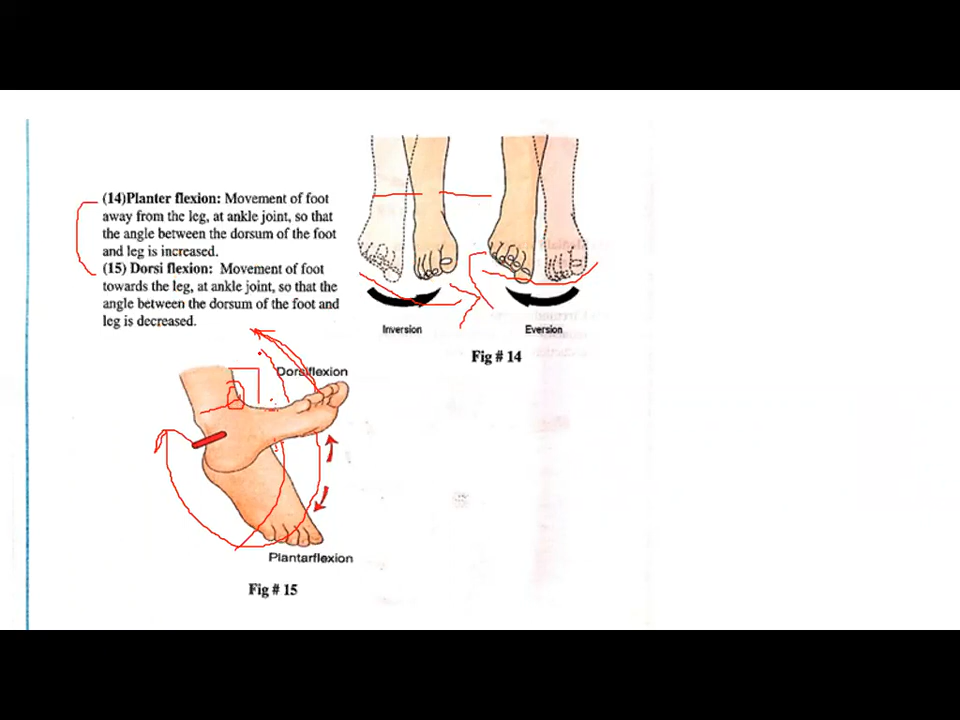 (14)Planter flexion: Movement of foot
away from the leg, at ankle joint, so that
the angle between the dorsum of the foot
and leg is increased.
(15) Dorsi flexion: Movement of foot
towards the leg, at ankle joint, so that the
angle between the dorsum of the foot and
leg is decreased.
Inversion
Eversion
Fig # 14
Dorsiflexion
Plantarflexion
Fig # 15